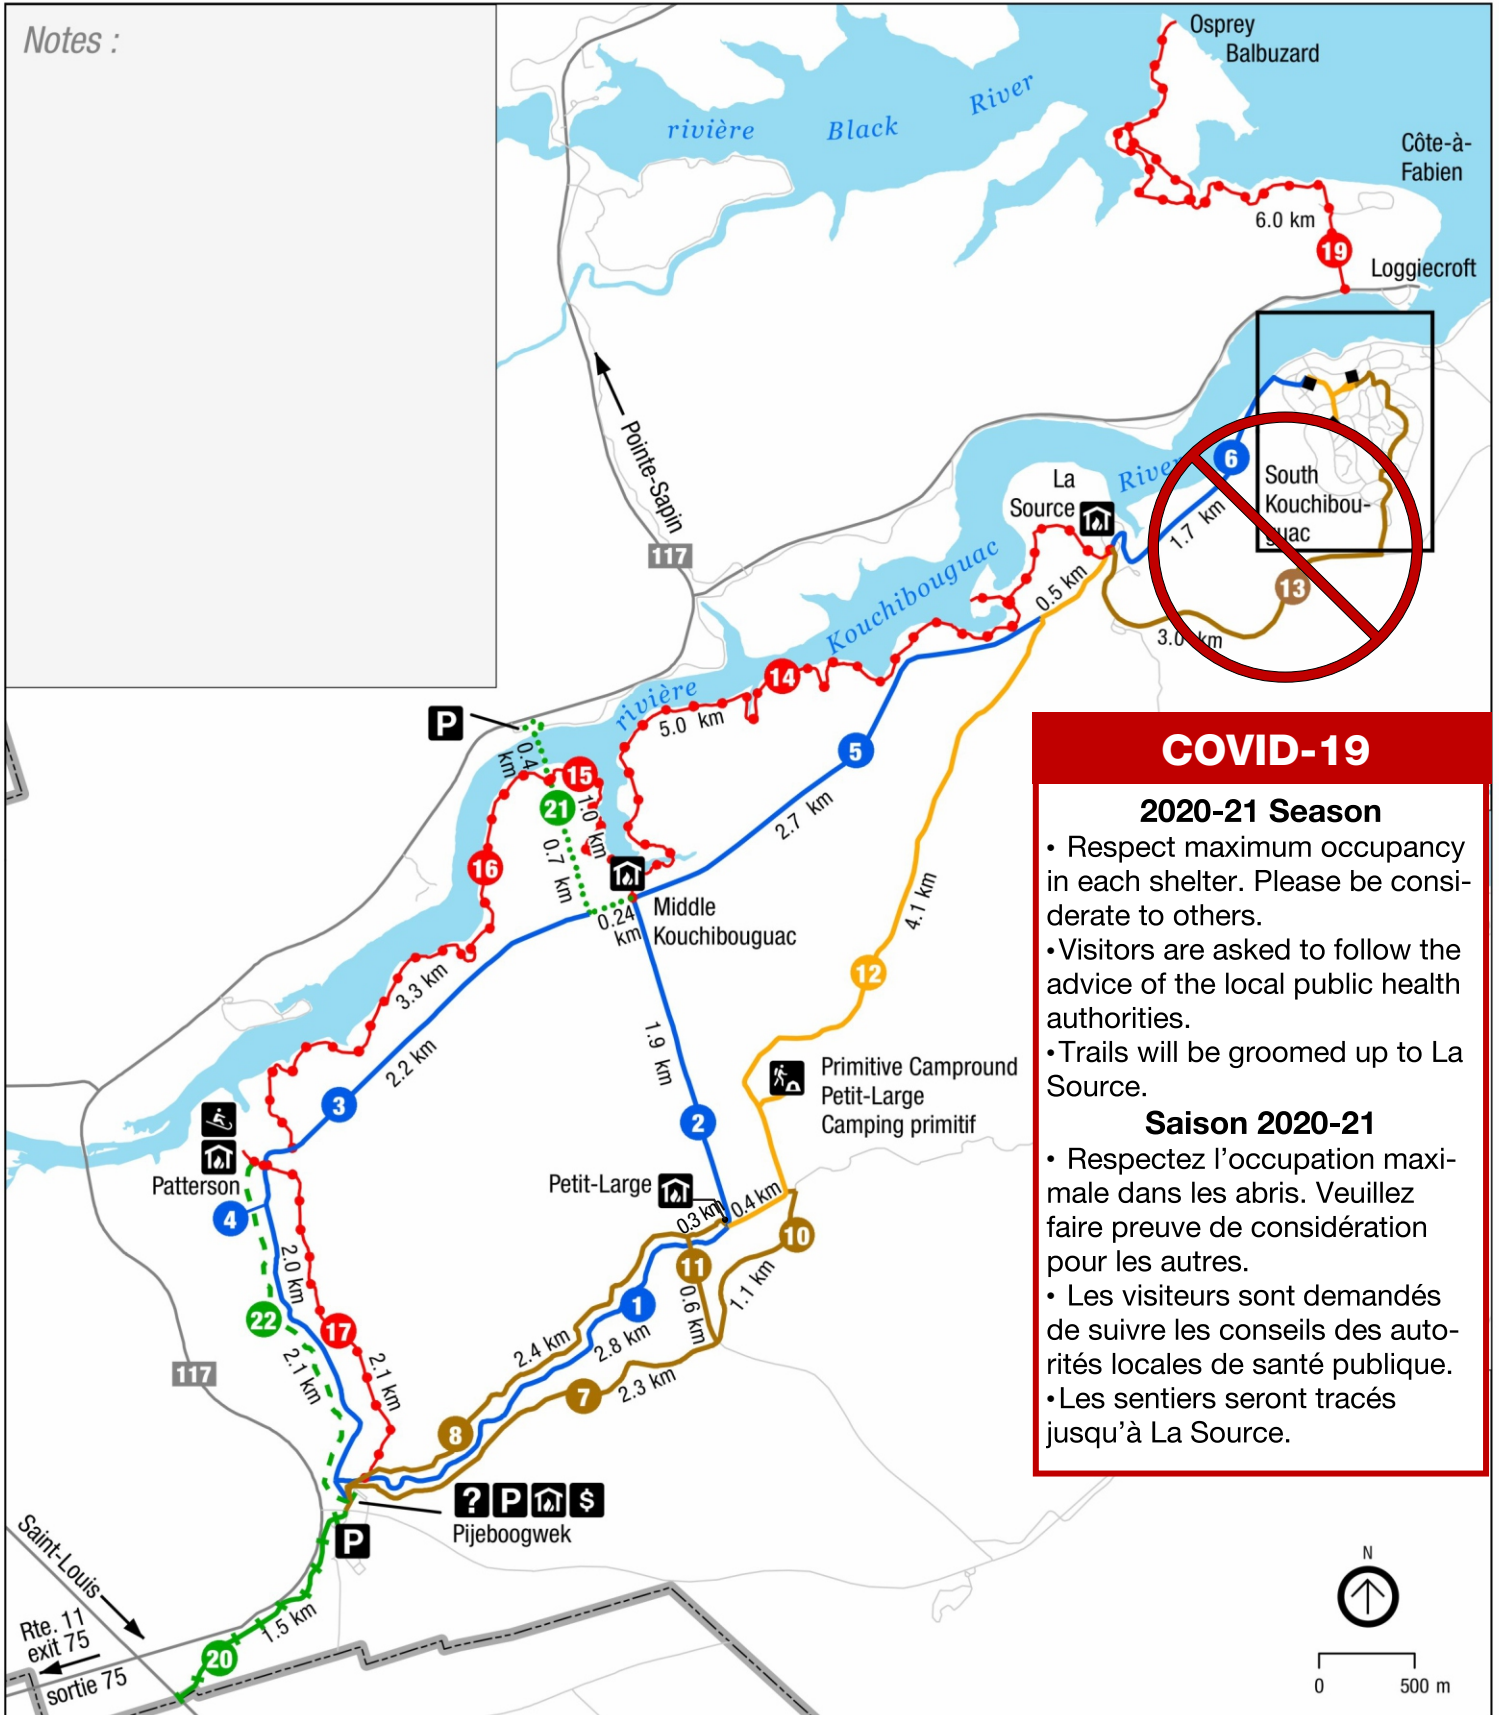 Notes :
Osprey
Balbuzard
rivière Black River
Côte-à-
Fabien
6.0 km
19
Loggiecroft
Pointe-Sapin
117
La
Source
River
6
1.7 km
South
Kouchibou-
guac
13
3.0 km
0.5 km
Kouchibouguac
rivière
14
5.0 km
P
0.4
km
15
21
1.0 km
0.7 km
16
5
2.7 km
0.24
km
Middle
Kouchibouguac
4.1 km
12
3.3 km
2.2 km
3
1.9 km
2
Primitive Campround
Petit-Large
Camping primitif
Patterson
4
Petit-Large
0.3 km
0.4 km
10
11
0.6 km
1.1 km
1
2.8 km
2.4 km
2.0 km
22
17
2.1 km
2.1 km
117
7
2.3 km
8
? P $
Pijeboogwek
P
Saint-Louis
Rte. 11
exit 75
sortie 75
1.5 km
20
COVID-19
2020-21 Season
• Respect maximum occupancy
in each shelter. Please be consi-
derate to others.
•Visitors are asked to follow the
advice of the local public health
authorities.
•Trails will be groomed up to La
Source.
Saison 2020-21
• Respectez l’occupation maxi-
male dans les abris. Veuillez
faire preuve de considération
pour les autres.
• Les visiteurs sont demandés
de suivre les conseils des auto-
rités locales de santé publique.
•Les sentiers seront tracés
jusqu’à La Source.
N
0 500 m